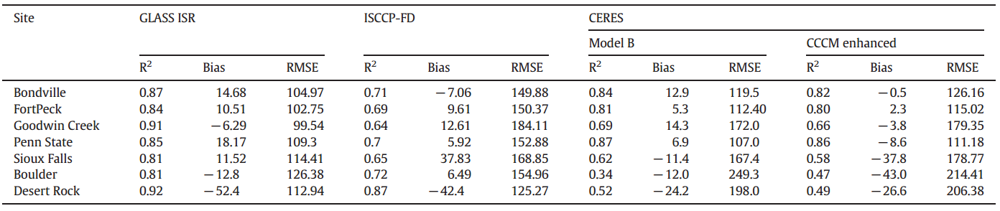 Site GLASS ISR ISCCP-FD CERES
Model B CCCM enhanced
R² Bias RMSE R² Bias RMSE R² Bias RMSE R² Bias RMSE
Bondville 0.87 14.68 104.97 0.71 −7.06 149.88 0.84 12.9 119.5 0.82 −0.5 126.16
FortPeck 0.84 10.51 102.75 0.69 9.61 150.37 0.81 5.3 112.40 0.80 2.3 115.02
Goodwin Creek 0.91 −6.29 99.54 0.64 12.61 184.11 0.69 14.3 172.0 0.66 −3.8 179.35
Penn State 0.85 18.17 109.3 0.7 5.92 152.88 0.87 6.9 107.0 0.86 −8.6 111.18
Sioux Falls 0.81 11.52 114.41 0.65 37.83 168.85 0.62 −11.4 167.4 0.58 −37.8 178.77
Boulder 0.81 −12.8 126.38 0.72 6.49 154.96 0.34 −12.0 249.3 0.47 −43.0 214.41
Desert Rock 0.92 −52.4 112.94 0.87 −42.4 125.27 0.52 −24.2 198.0 0.49 −26.6 206.38